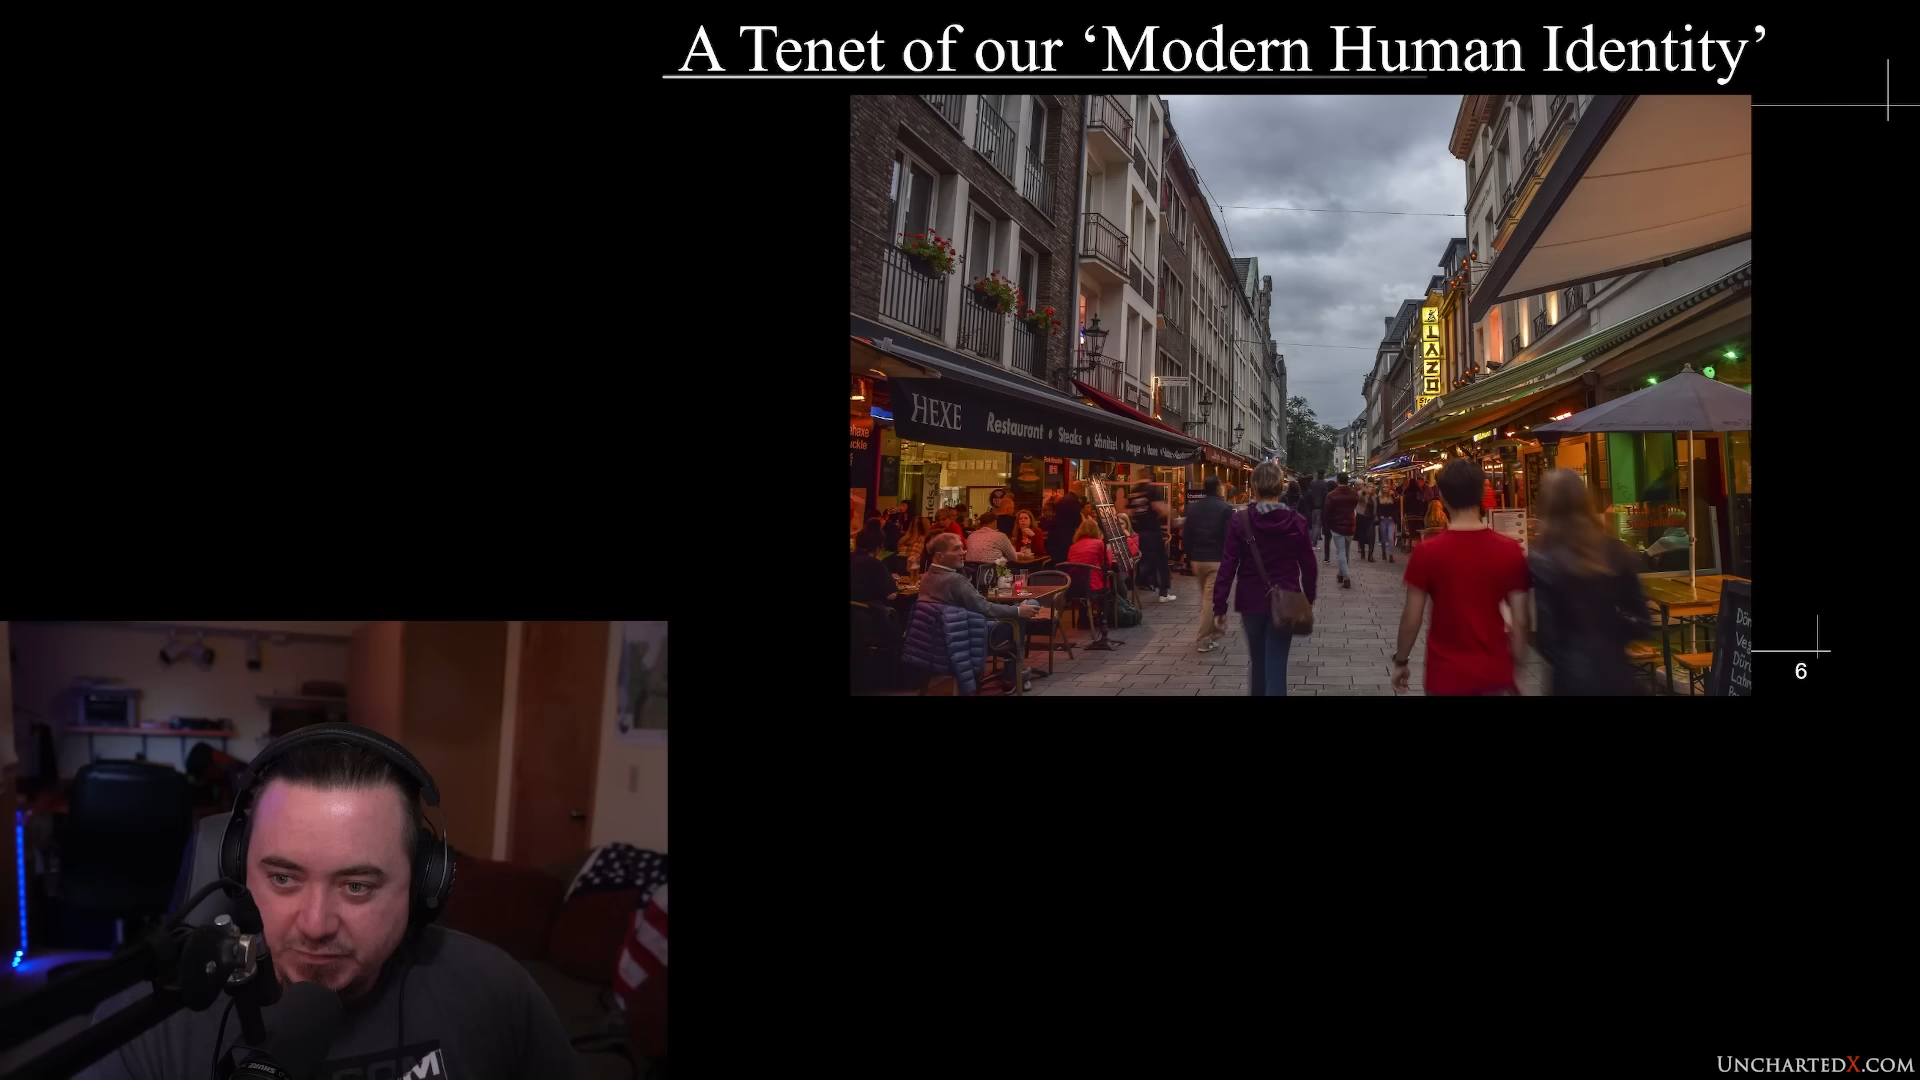 A Tenet of our ‘Modern Human Identity’
HEXE Restaurant • Steaks • Schnitzel • Burger •
6
UNCHARTEDX.COM